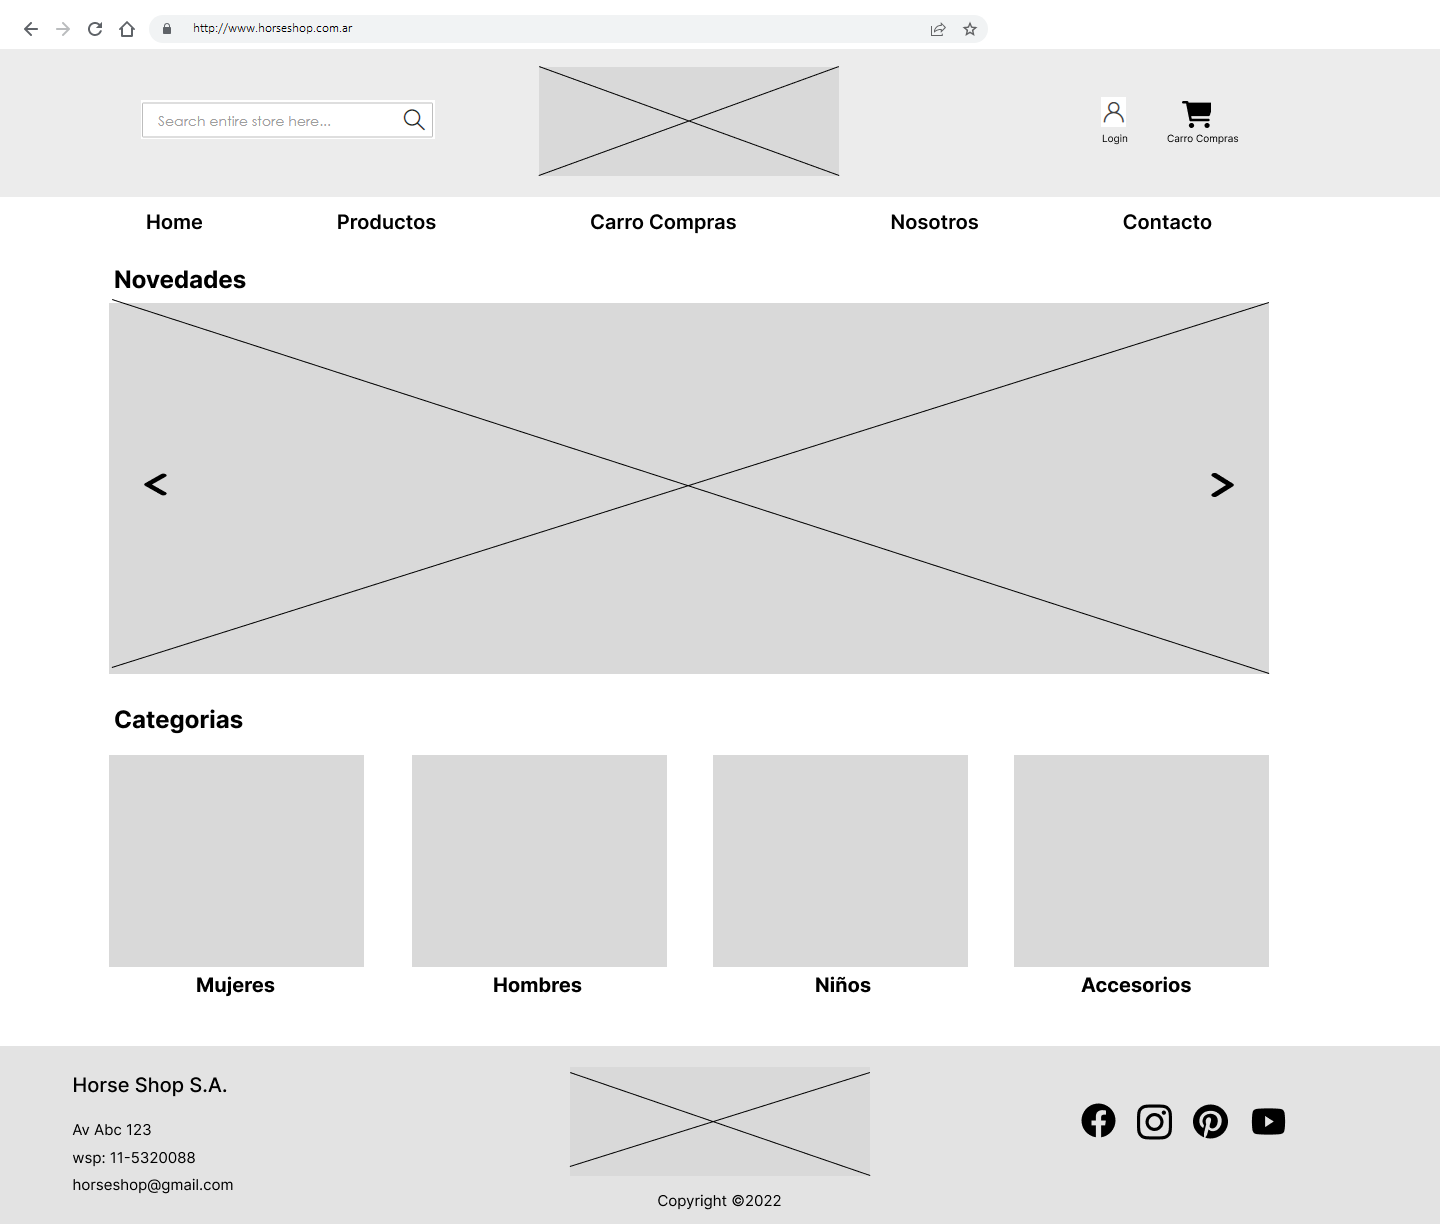 http://www.horseshop.com.ar
Search entire store here...
Login
Carro Compras
Home
Productos
Carro Compras
Nosotros
Contacto
Novedades
<
>
Categorias
Mujeres
Hombres
Niños
Accesorios
Horse Shop S.A.
Av Abc 123
wsp: 11-5320088
horseshop@gmail.com
Copyright ©2022